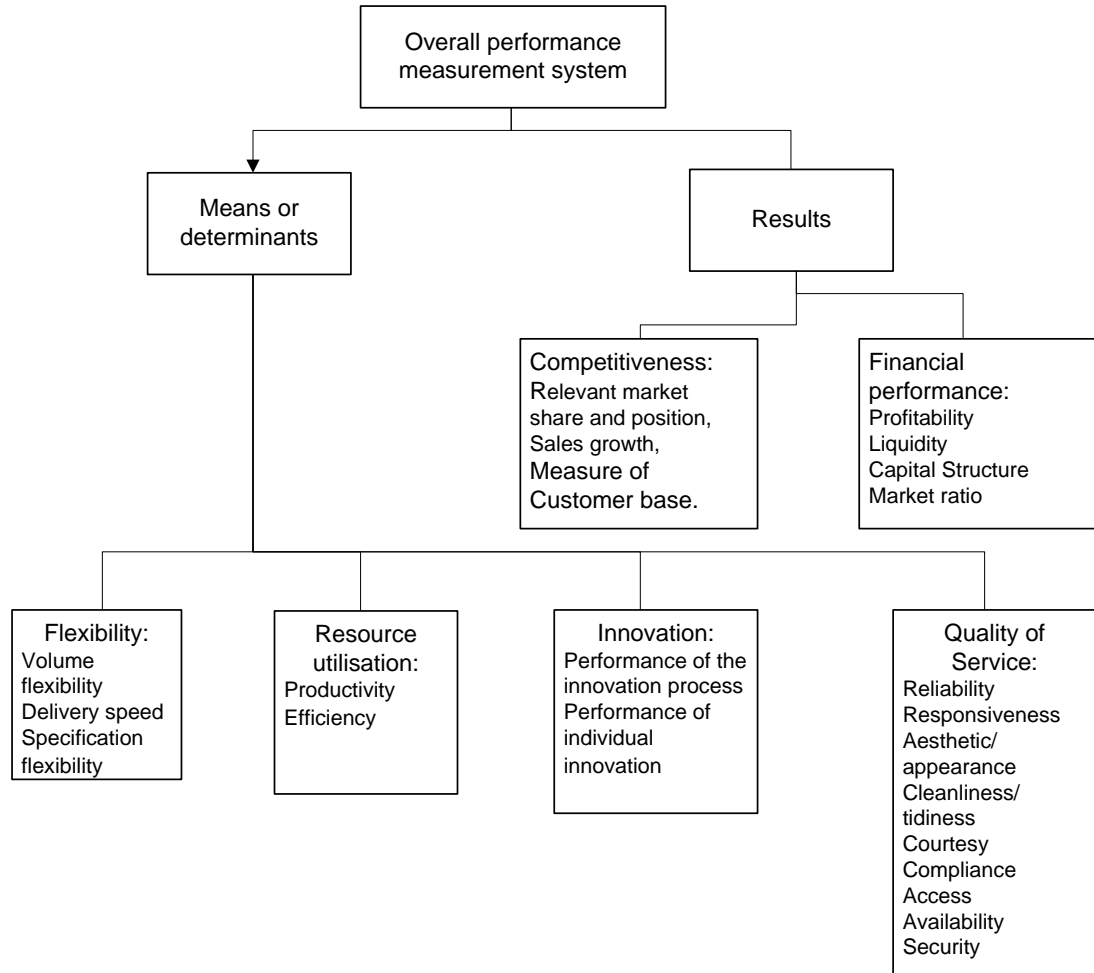 Overall performance
measurement system
Means or
determinants
Results
Competitiveness:
Relevant market
share and position,
Sales growth,
Measure of
Customer base.
Financial
performance:
Profitability
Liquidity
Capital Structure
Market ratio
Flexibility:
Volume
flexibility
Delivery speed
Specification
flexibility
Resource
utilisation:
Productivity
Efficiency
Innovation:
Performance of the
innovation process
Performance of
individual
innovation
Quality of
Service:
Reliability
Responsiveness
Aesthetic/
appearance
Cleanliness/
tidiness
Courtesy
Compliance
Access
Availability
Security